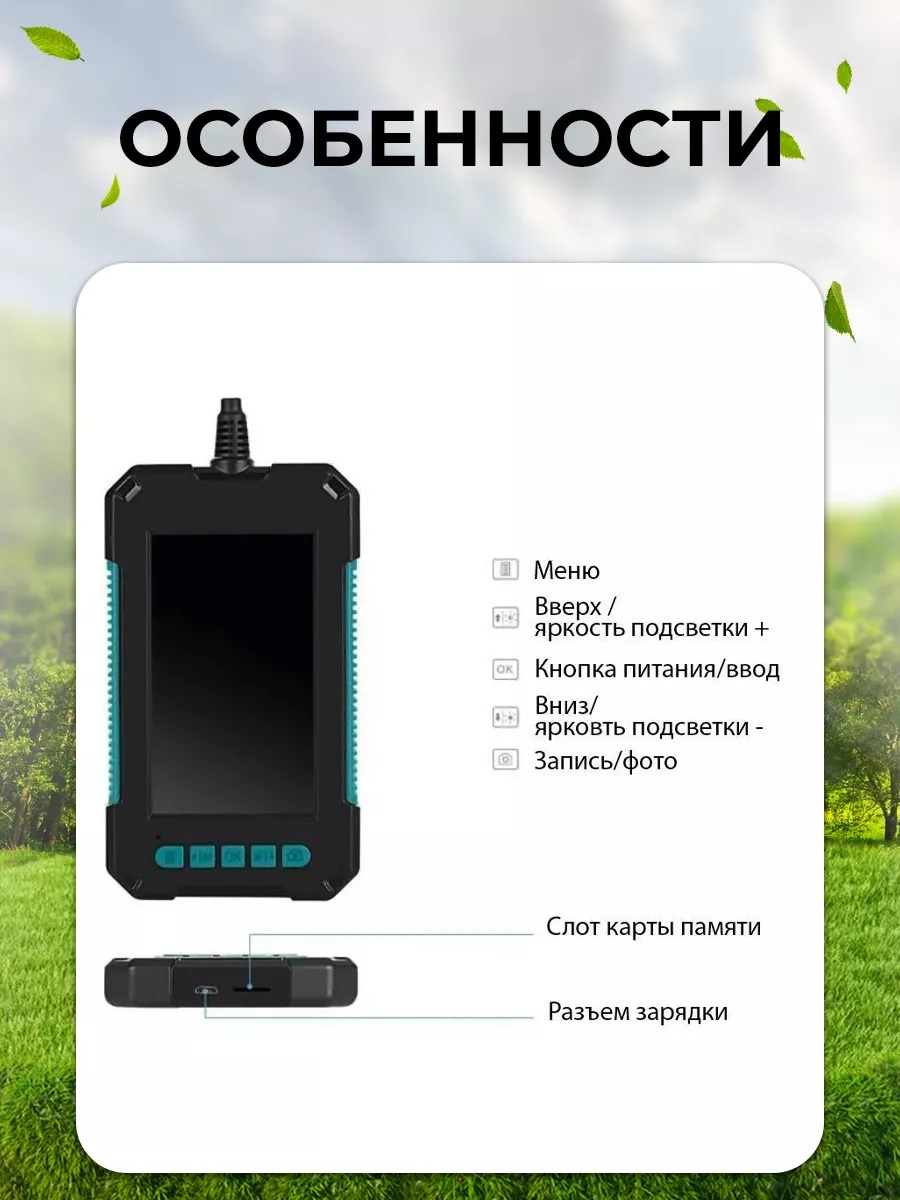 ОСОБЕННОСТИ
Меню
Вверх /
яркость подсветки +
OK
Кнопка питания/ввод
Вниз/
ярковть подсветки -
Запись/фото
OK
Слот карты памяти
Разъем зарядки